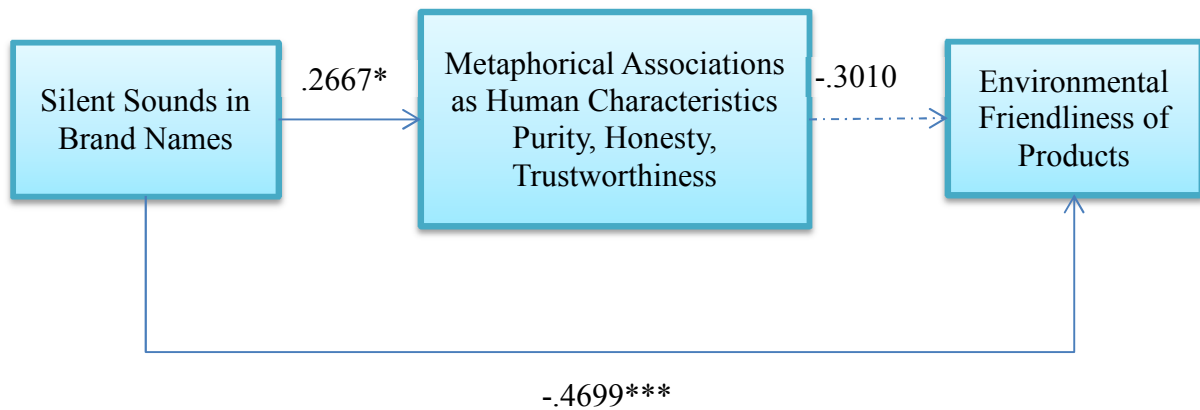 Silent Sounds in
Brand Names
.2667*
Metaphorical Associations
as Human Characteristics
Purity, Honesty,
Trustworthiness
-.3010
Environmental
Friendliness of
Products
-.4699***